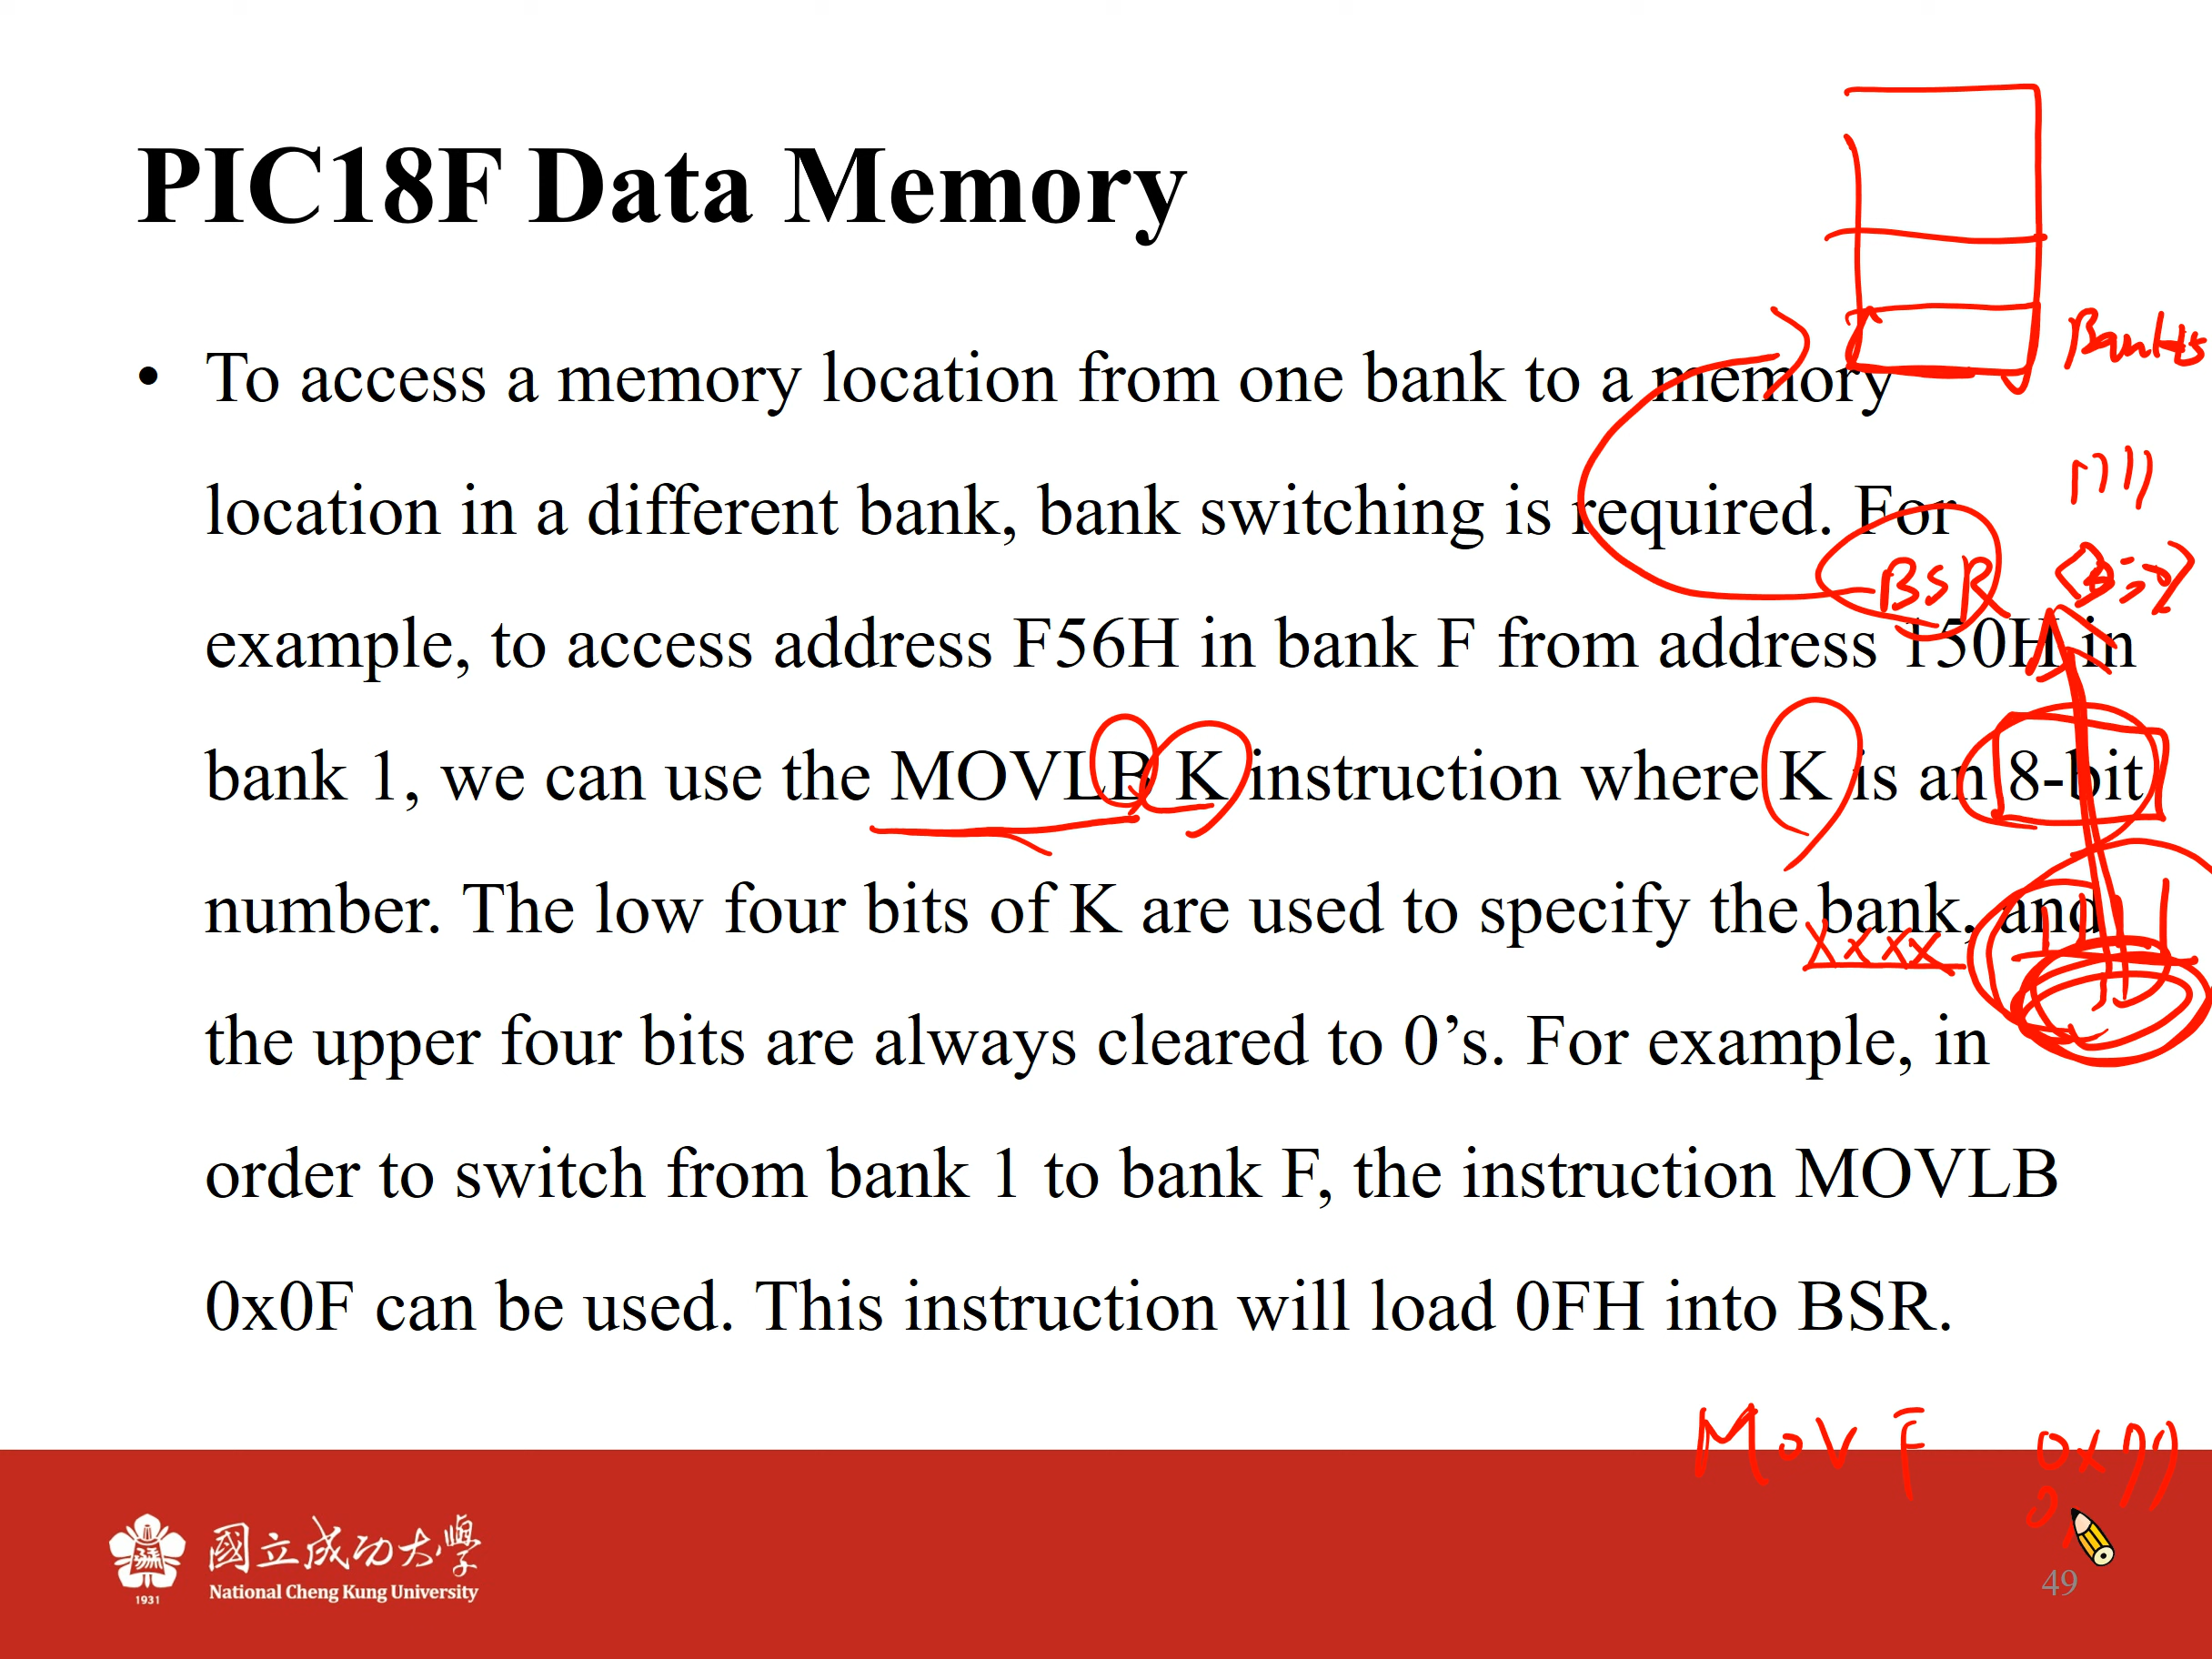 PIC18F Data Memory
• To access a memory location from one bank to a memory
location in a different bank, bank switching is required. For
example, to access address F56H in bank F from address 150H in
bank 1, we can use the MOVLB K instruction where K is an 8-bit
number. The low four bits of K are used to specify the bank, and
the upper four bits are always cleared to 0’s. For example, in
order to switch from bank 1 to bank F, the instruction MOVLB
0x0F can be used. This instruction will load 0FH into BSR.
BSR
xxxx
MOVF
國立成功大學
National Cheng Kung University
1931
49